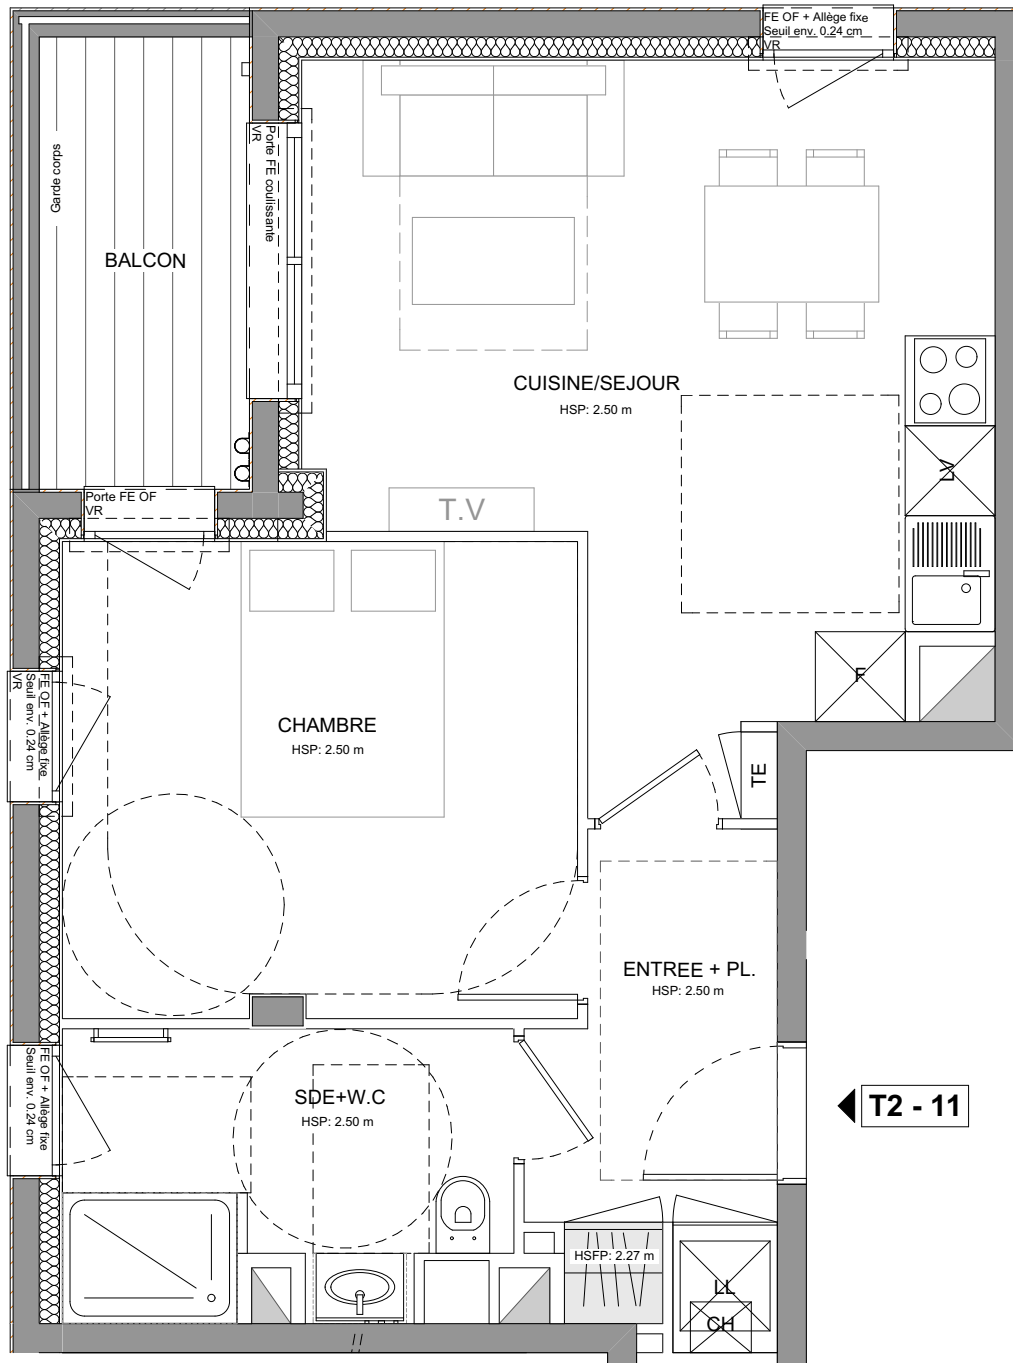 FE OF + Allège fixe
Seuil env. 0.24 cm
VR
Porte FE coulissante
VR
Garde corps
BALCON
CUISINE/SEJOUR
HSP: 2.50 m
LV
Porte FE OF
VR
T.V
F
FE OF + Allège fixe
Seuil env. 0.24 cm
VR
CHAMBRE
HSP: 2.50 m
TE
ENTREE + PL.
HSP: 2.50 m
FE OF + Allège fixe
Seuil env. 0.24 cm
SDE+W.C
HSP: 2.50 m
T2 - 11
HSFP: 2.27 m
LL
CH